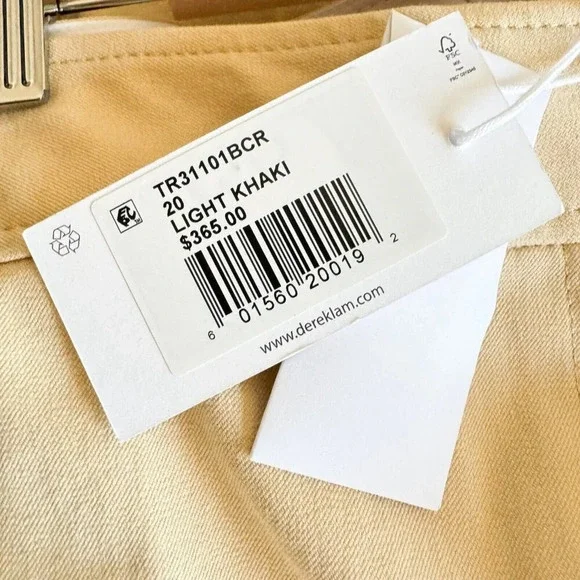 FSC
TR31101BCR
20
LIGHT KHAKI
$365.00
6 01560 20019 2
www.dereklam.com